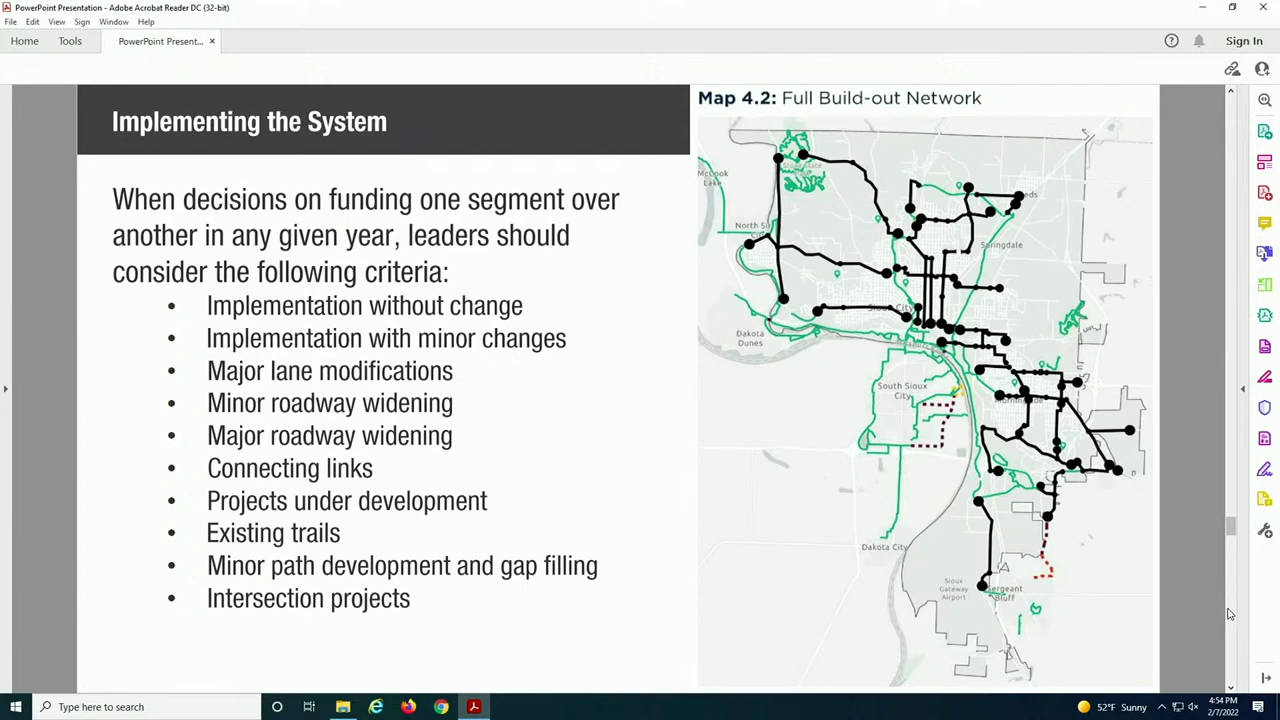 PowerPoint Presentation - Adobe Acrobat Reader DC (32-bit)
File Edit View Sign Window Help
Home Tools PowerPoint Present... × Sign In
Implementing the System
When decisions on funding one segment over
another in any given year, leaders should
consider the following criteria:
• Implementation without change
• Implementation with minor changes
• Major lane modifications
• Minor roadway widening
• Major roadway widening
• Connecting links
• Projects under development
• Existing trails
• Minor path development and gap filling
• Intersection projects
Map 4.2: Full Build-out Network
McCook
Lake
North Si
Springdale
Sioux City
Dakota
Dunes
South Sioux
City
Dakota City
Sioux
Gateway
Airport
Sergeant
Bluff
Type here to search
52°F Sunny
4:54 PM
2/7/2022